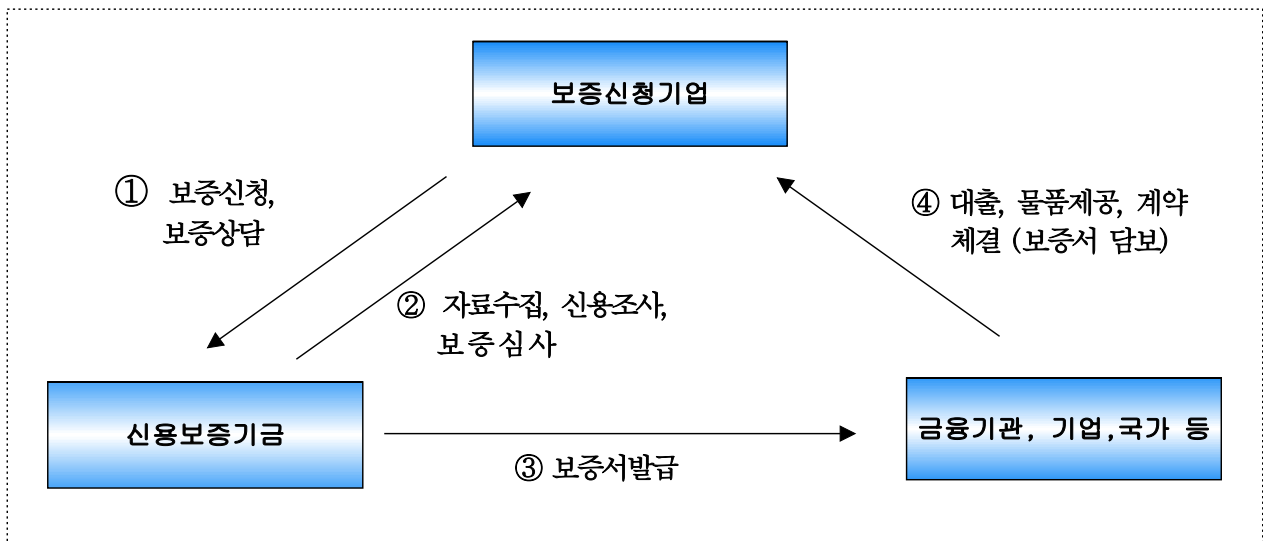 보증신청기업
① 보증신청,
보증상담
④ 대출, 물품제공, 계약
체결 (보증서 담보)
② 자료수집, 신용조사,
보증심사
신용보증기금
금융기관, 기업,국가 등
③ 보증서발급